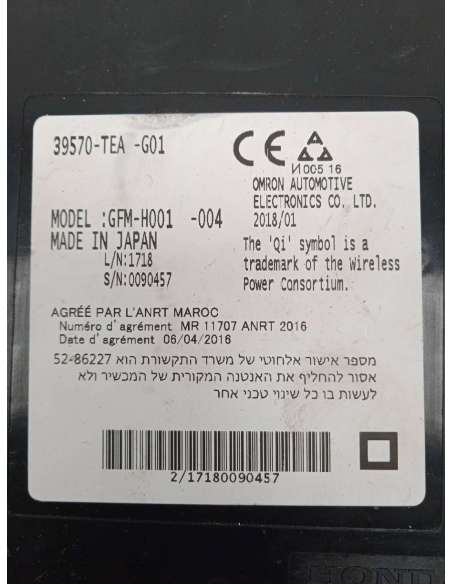 39570-TEA -G01
CE
И005 16
OMRON AUTOMOTIVE
ELECTRONICS CO. LTD.
2018/01
MODEL :GFM-H001 -004
MADE IN JAPAN
L/N:1718
S/N:0090457
The 'Qi' symbol is a
trademark of the Wireless
Power Consortium.
AGRÉÉ PAR L'ANRT MAROC
Numéro d'agrément MR 11707 ANRT 2016
Date d'agrément 06/04/2016
מספר אישור אלחוטי של משרד התקשורת הוא 52-86227
אסור להחליף את האנטנה המקורית של המכשיר ולא
לעשות בו כל שינוי טכני אחר
2/17180090457